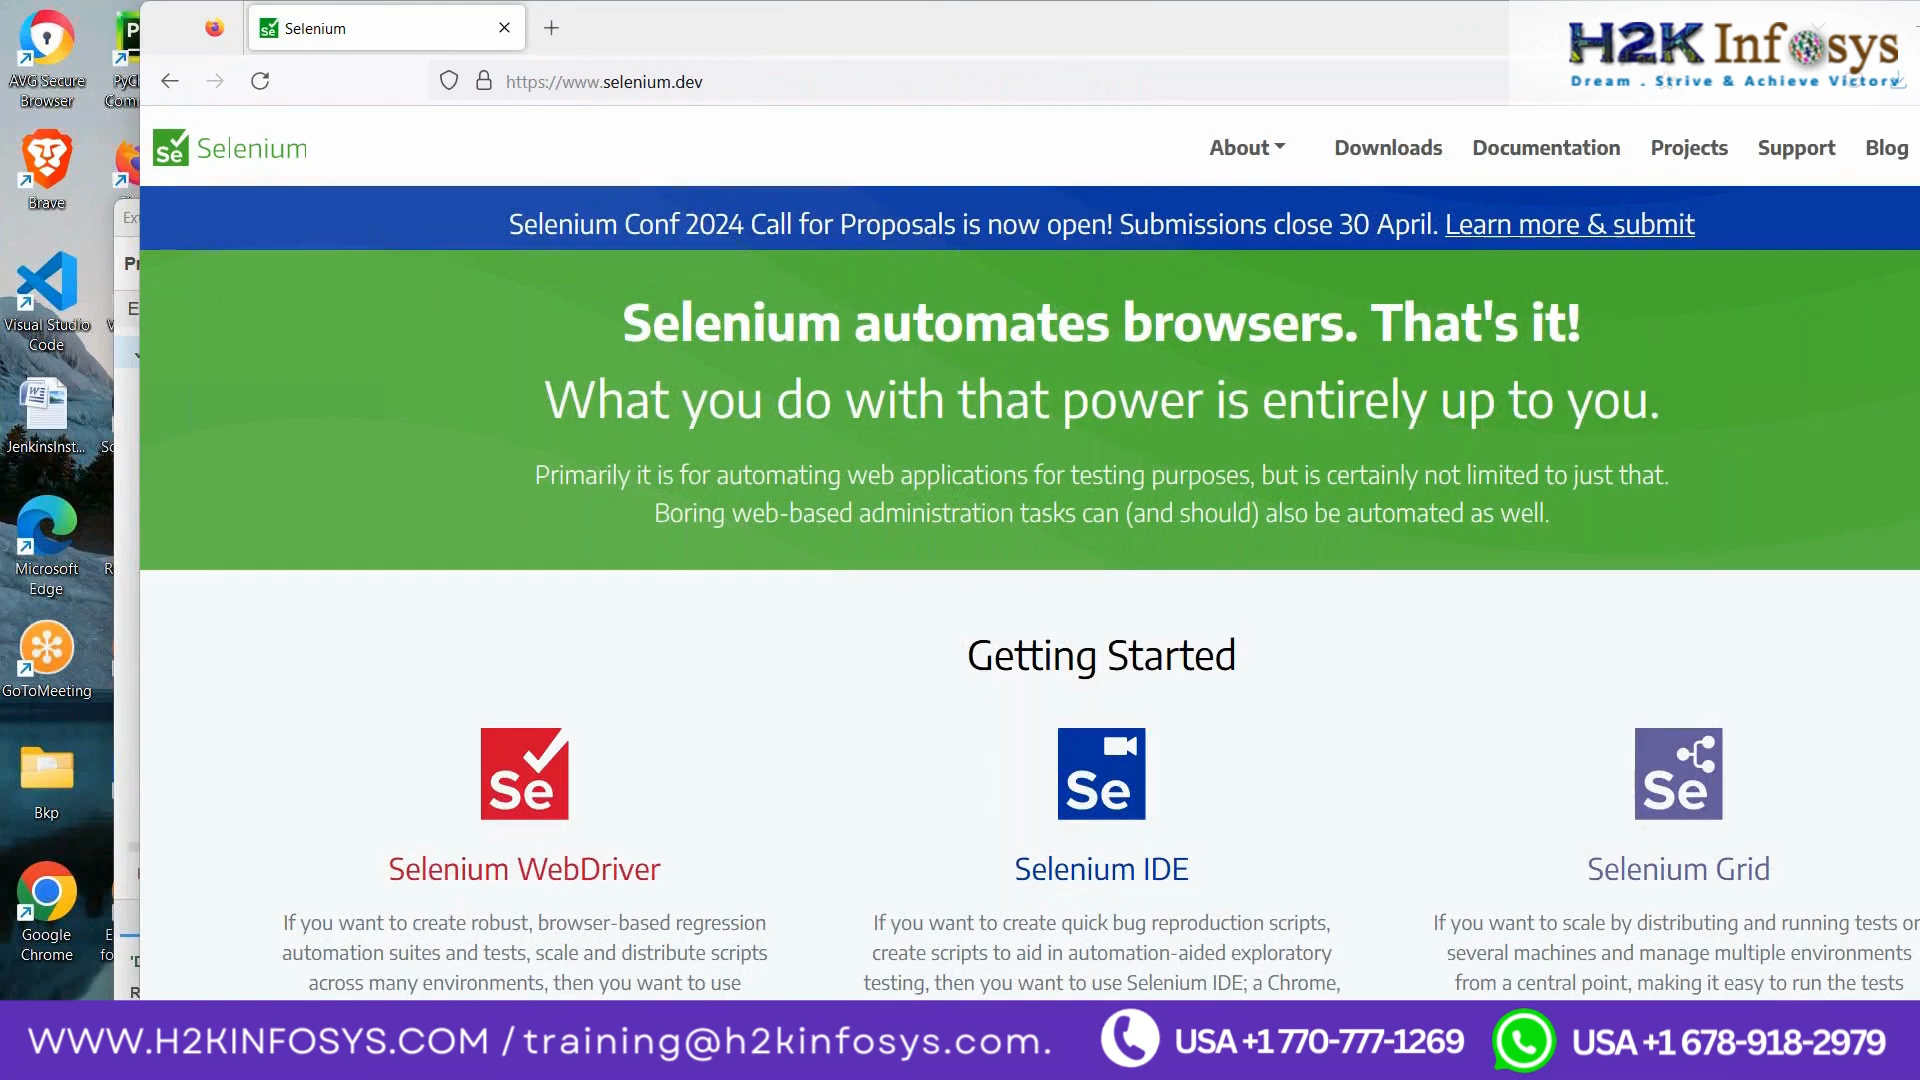 AVG Secure
Browser
Brave
Visual Studio
Code
JenkinsInst...
Microsoft
Edge
GoToMeeting
Bkp
Google
Chrome
Selenium
https://www.selenium.dev
H2K Infosys
Dream . Strive & Achieve Victory
Se Selenium
About
Downloads
Documentation
Projects
Support
Blog
Selenium Conf 2024 Call for Proposals is now open! Submissions close 30 April. Learn more & submit
Selenium automates browsers. That's it!
What you do with that power is entirely up to you.
Primarily it is for automating web applications for testing purposes, but is certainly not limited to just that.
Boring web-based administration tasks can (and should) also be automated as well.
Getting Started
Se
Selenium WebDriver
If you want to create robust, browser-based regression
automation suites and tests, scale and distribute scripts
across many environments, then you want to use
Se
Selenium IDE
If you want to create quick bug reproduction scripts,
create scripts to aid in automation-aided exploratory
testing, then you want to use Selenium IDE; a Chrome,
Se
Selenium Grid
If you want to scale by distributing and running tests on
several machines and manage multiple environments
from a central point, making it easy to run the tests
WWW.H2KINFOSYS.COM / training@h2kinfosys.com.
USA +1 770-777-1269
USA +1 678-918-2979